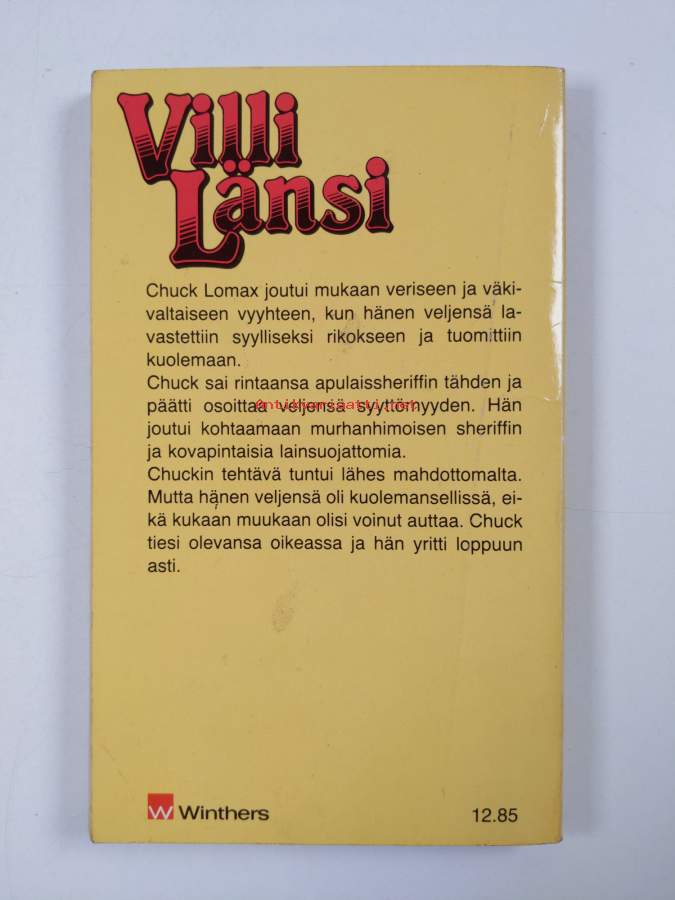 Villi
Länsi
Chuck Lomax joutui mukaan veriseen ja väki-
valtaiseen vyyhteen, kun hänen veljensä la-
vastettiin syylliseksi rikokseen ja tuomittiin
kuolemaan.
Chuck sai rintaansa apulaissheriffin tähden ja
Antikvariaatti.net
päätti osoittaa veljensä syyttömyyden. Hän
joutui kohtaamaan murhanhimoisen sheriffin
ja kovapintaisia lainsuojattomia.
Chuckin tehtävä tuntui lähes mahdottomalta.
Mutta hänen veljensä oli kuolemansellissä, ei-
kä kukaan muukaan olisi voinut auttaa. Chuck
tiesi olevansa oikeassa ja hän yritti loppuun
asti.
W Winthers
12.85